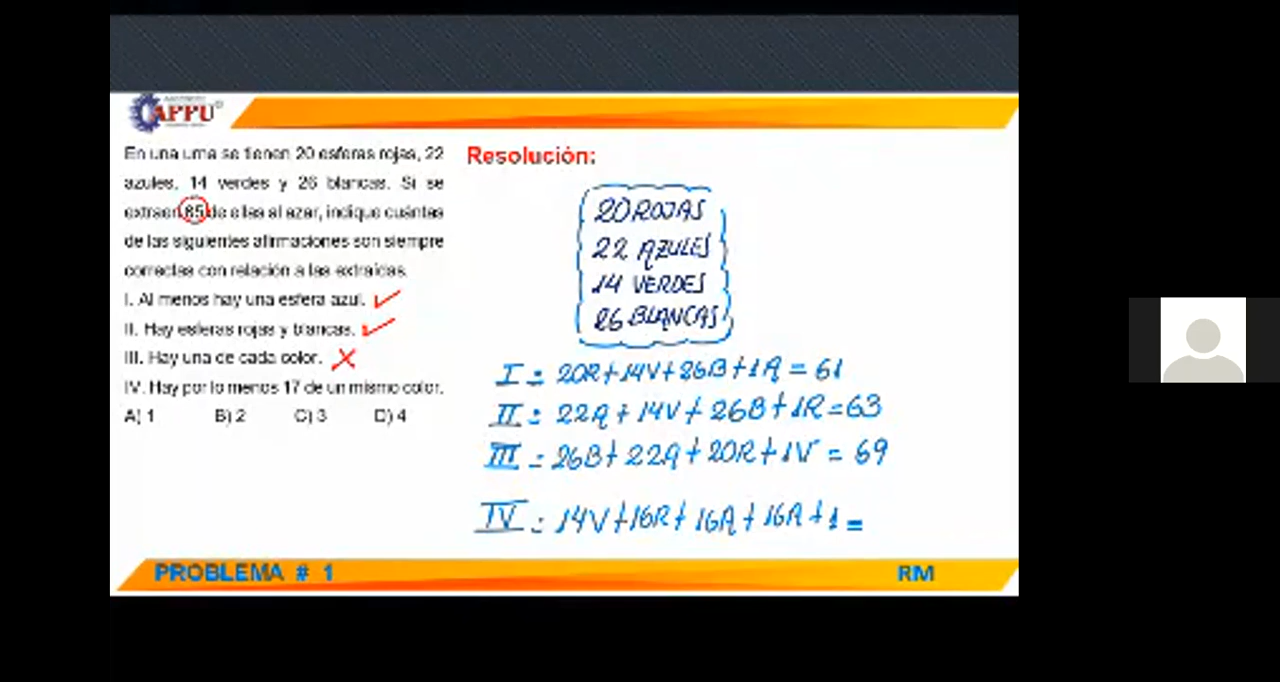 APPU
En una urna se tienen 20 esferas rojas, 22
azules, 14 verdes y 26 blancas. Si se
extraen 65 de ellas al azar, indique cuántas
de las siguientes afirmaciones son siempre
correctas con relación a las extraídas.
I. Al menos hay una esfera azul. ✓
II. Hay esferas rojas y blancas. ✓
III. Hay una de cada color. X
IV. Hay por lo menos 17 de un mismo color.
A) 1 B) 2 C) 3 D) 4
Resolución:
20 ROJAS
22 AZULES
14 VERDES
26 BLANCAS
I = 20R+14V+26B+1A = 61
II = 22A+14V+26B+1R=63
III = 26B+22A+20R+1V = 69
IV = 14V+16R+16A+16A+1=
PROBLEMA # 1
RM